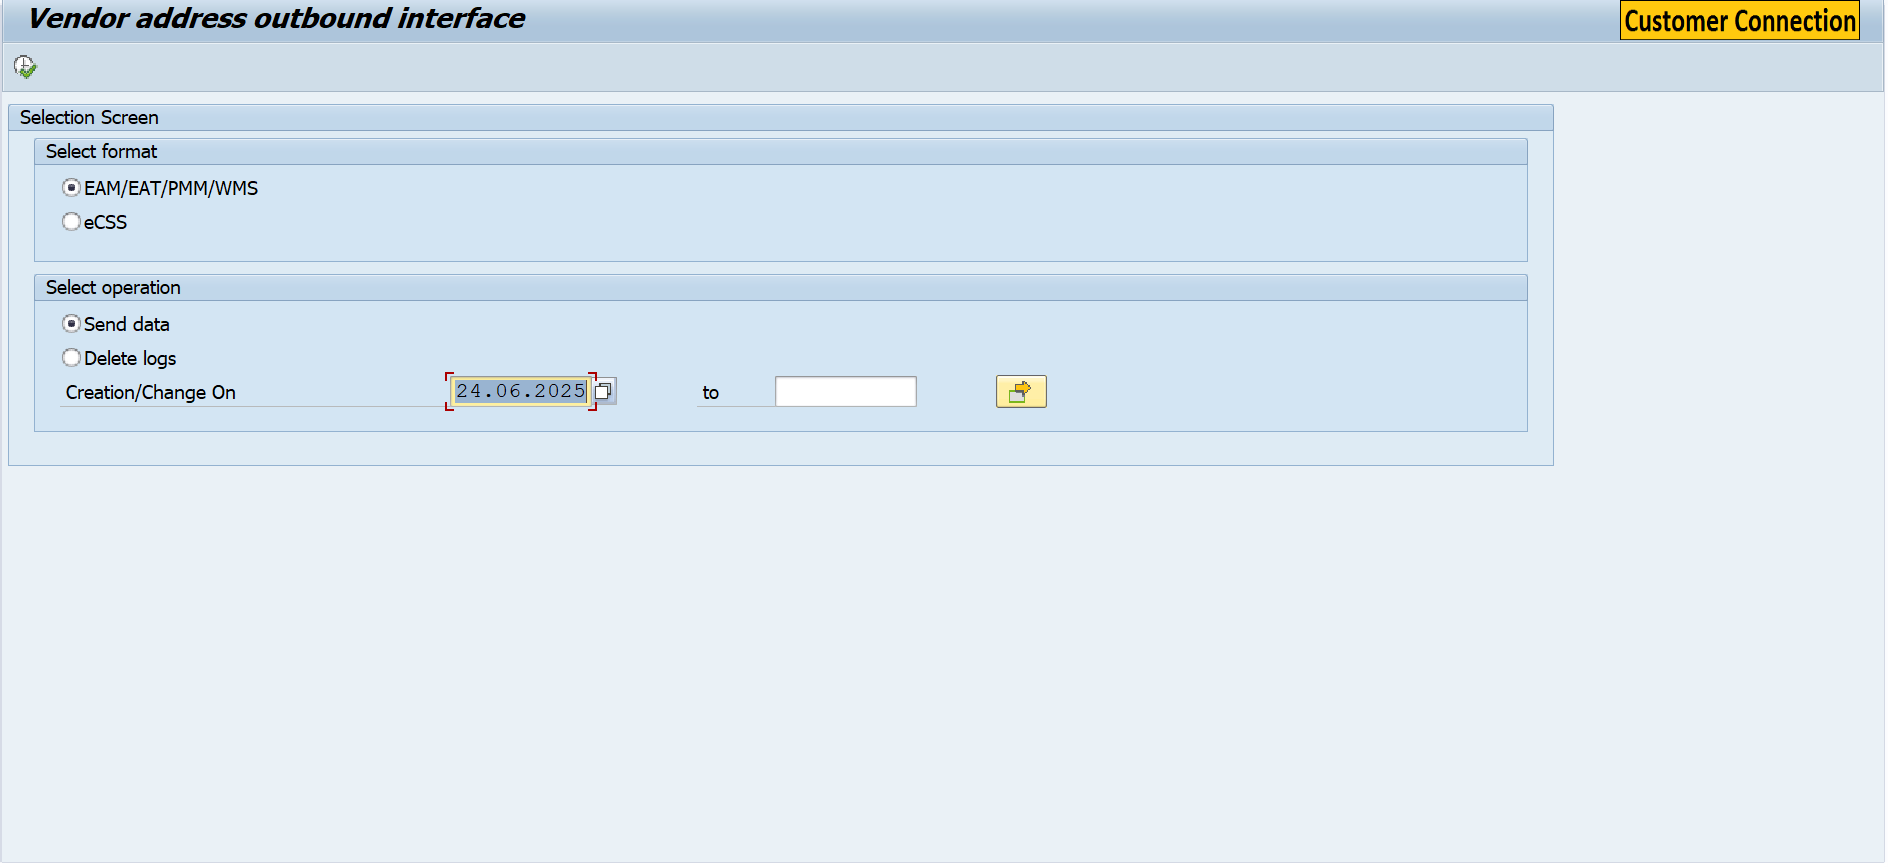 Vendor address outbound interface
Customer Connection
Selection Screen
Select format
EAM/EAT/PMM/WMS
eCSS
Select operation
Send data
Delete logs
Creation/Change On 24.06.2025 to